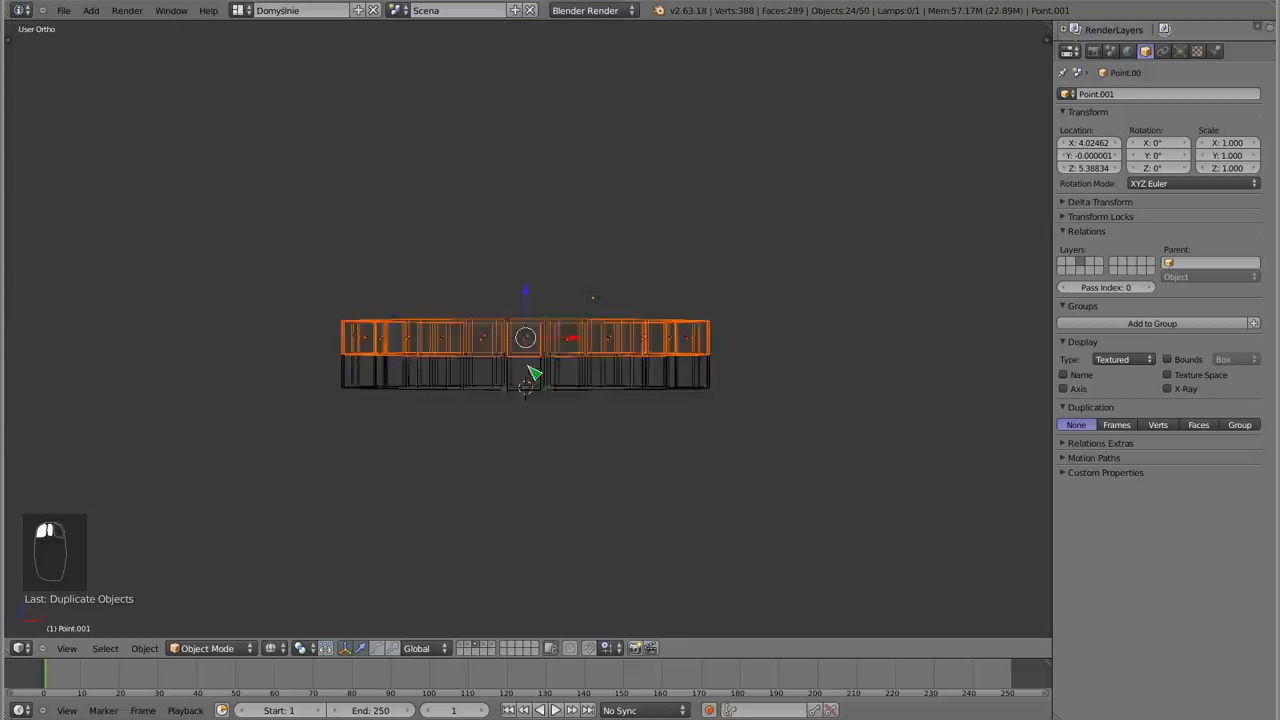 File Add Render Window Help Domyślnie Scena Blender Render v2.63.18 | Verts:388 | Faces:289 | Objects:24/50 | Lamps:0/1 | Mem:57.17M (22.89M) | Point.001
User Ortho
RenderLayers
Point.00
Point.001
Transform
Location: Rotation: Scale:
X: 4.02462 X: 0° X: 1.000
Y: -0.000001 Y: 0° Y: 1.000
Z: 5.38834 Z: 0° Z: 1.000
Rotation Mode: XYZ Euler
Delta Transform
Transform Locks
Relations
Layers: Parent:
Object
Pass Index: 0
Groups
Add to Group
Display
Type: Textured Bounds Box
Name Texture Space
Axis X-Ray
Duplication
None Frames Verts Faces Group
Relations Extras
Motion Paths
Custom Properties
Last: Duplicate Objects
(1) Point.001
View Select Object Object Mode Global
0 10 20 30 40 50 60 70 80 90 100 110 120 130 140 150 160 170 180 190 200 210 220 230 240 250
View Marker Frame Playback Start: 1 End: 250 1 No Sync